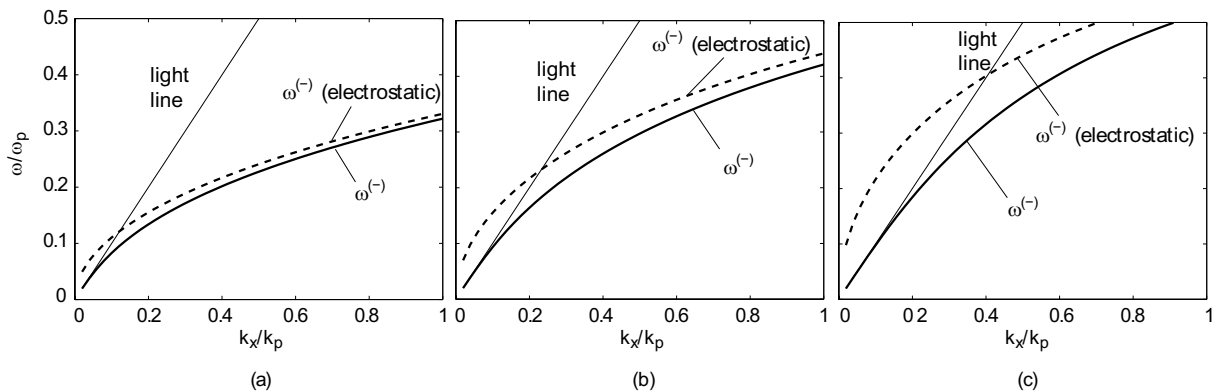 0.5
0.4
0.3
0.2
0.1
0
ω/ωp
light
line
ω(−) (electrostatic)
ω(−)
0 0.2 0.4 0.6 0.8 1
kx/kp
(a)
ω(−) (electrostatic)
light
line
ω(−)
0 0.2 0.4 0.6 0.8 1
kx/kp
(b)
light
line
ω(−) (electrostatic)
ω(−)
0 0.2 0.4 0 2 0.6 0.8 1
kx/kp
(c)